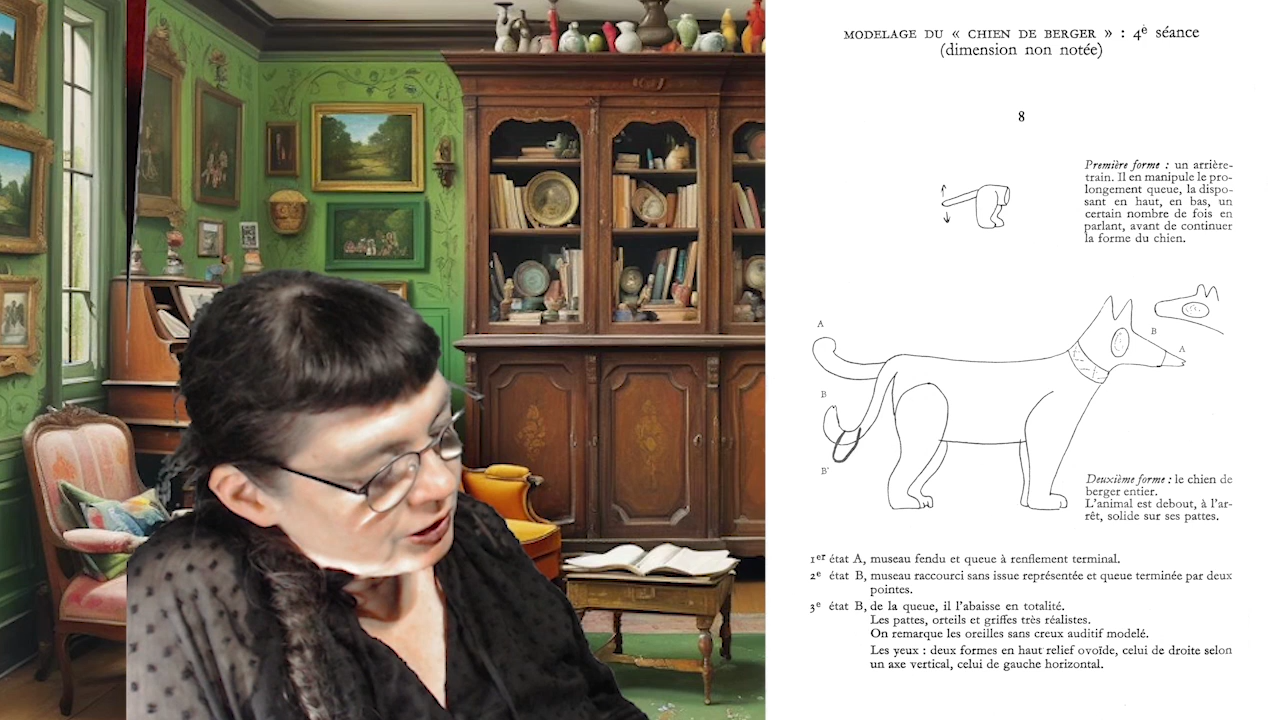 MODELAGE DU « CHIEN DE BERGER » : 4e séance
(dimension non notée)
8
Première forme : un arrière-
train. Il en manipule le pro-
longement queue, la dispo-
sant en haut, en bas, un
certain nombre de fois en
parlant, avant de continuer
la forme du chien.
A
B
A
B
B'
Deuxième forme : le chien de
berger entier.
L'animal est debout, à l'ar-
rêt, solide sur ses pattes.
1er état A, museau fendu et queue à renflement terminal.
2e état B, museau raccourci sans issue représentée et queue terminée par deux
pointes.
3e état B, de la queue, il l'abaisse en totalité.
Les pattes, orteils et griffes très réalistes.
On remarque les oreilles sans creux auditif modelé.
Les yeux : deux formes en haut relief ovoïde, celui de droite selon
un axe vertical, celui de gauche horizontal.